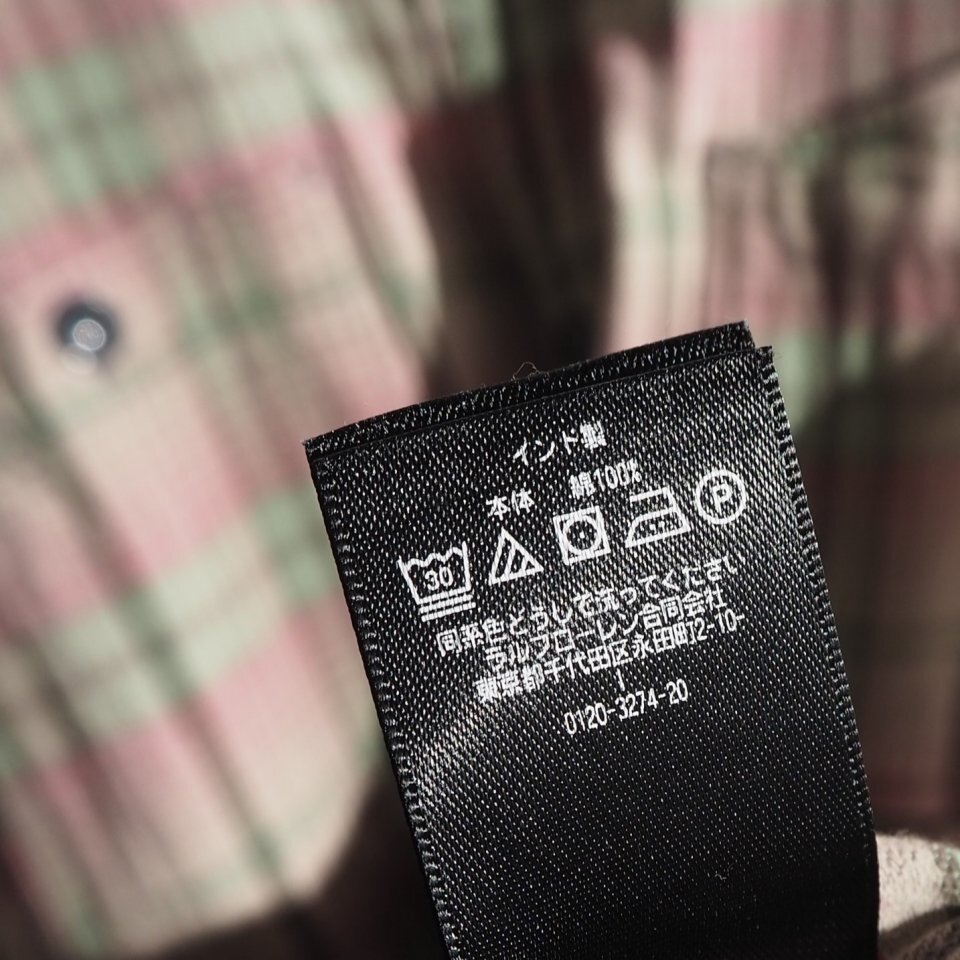 インド製
本体 綿100%
30 P
同系色どうしで洗ってください
ラルフローレン合同会社
東京都千代田区永田町2-10-
1
0120-3274-20